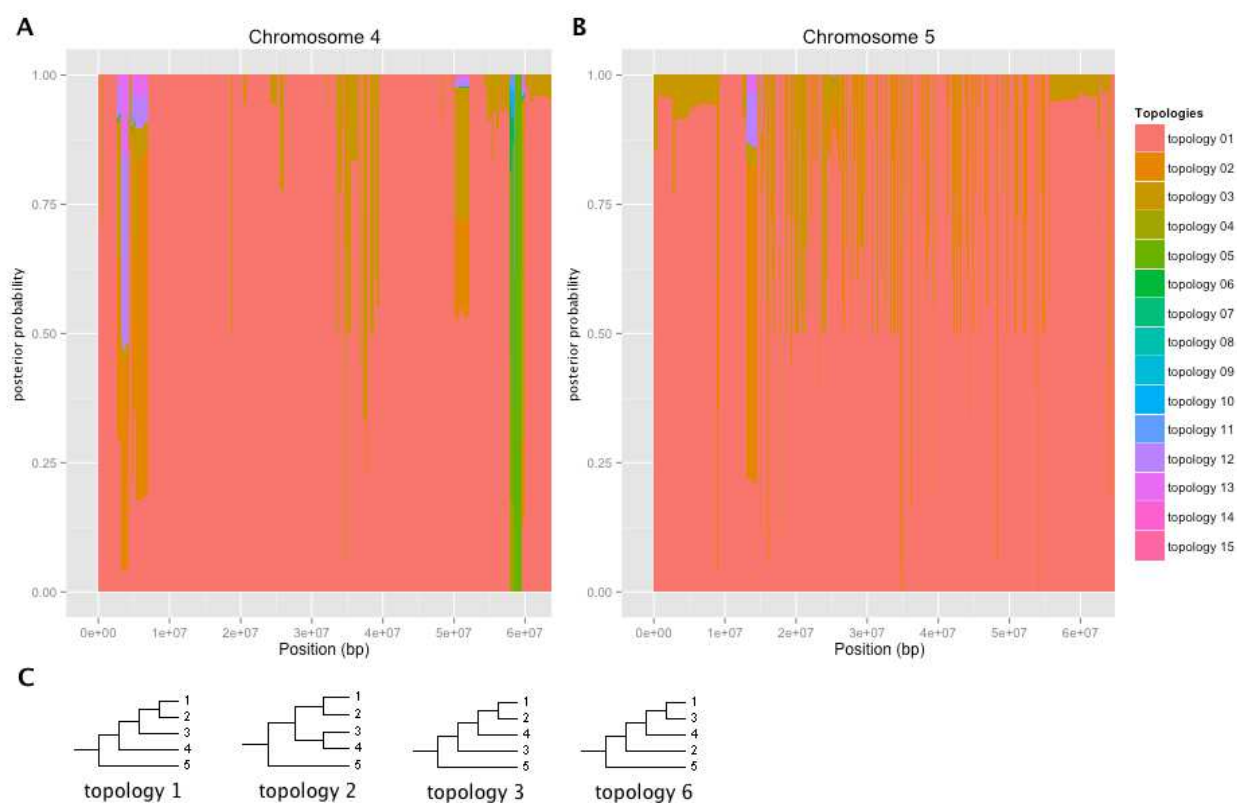 A
Chromosome 4
1.00
0.75
0.50
0.25
0.00
posterior probability
0e+00 1e+07 2e+07 3e+07 4e+07 5e+07 6e+07
Position (bp)
B
Chromosome 5
1.00
0.75
0.50
0.25
0.00
posterior probability
0e+00 1e+07 2e+07 3e+07 4e+07 5e+07 6e+07
Position (bp)
Topologies
topology 01
topology 02
topology 03
topology 04
topology 05
topology 06
topology 07
topology 08
topology 09
topology 10
topology 11
topology 12
topology 13
topology 14
topology 15
C
1
2
3
4
5
topology 1
1
2
3
4
5
topology 2
1
2
4
3
5
topology 3
1
3
4
2
5
topology 6